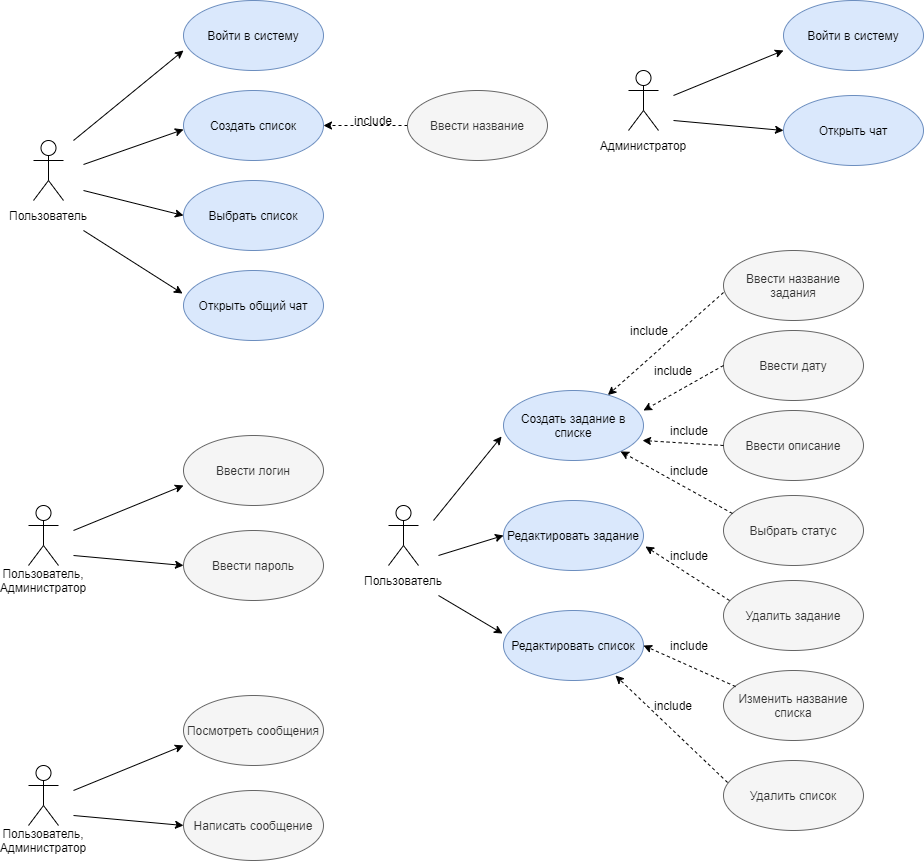 Войти в систему
Создать список
include
Ввести название
Пользователь
Выбрать список
Открыть общий чат
Войти в систему
Администратор
Открыть чат
Ввести название
задания
include
Ввести дату
include
Создать задание в
списке
include
Ввести описание
include
Выбрать статус
Пользователь
Редактировать задание
include
Удалить задание
Редактировать список
include
Изменить название
списка
include
Удалить список
Ввести логин
Пользователь,
Администратор
Ввести пароль
Посмотреть сообщения
Пользователь,
Администратор
Написать сообщение